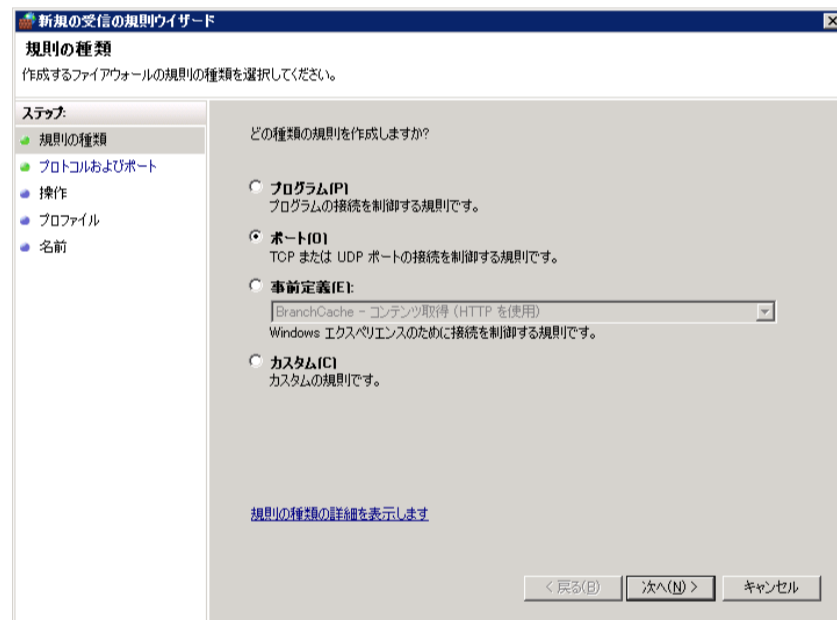 新規の受信の規則ウィザード
規則の種類
作成するファイアウォールの規則の種類を選択してください。
ステップ:
規則の種類
プロトコルおよびポート
操作
プロファイル
名前
どの種類の規則を作成しますか?
プログラム(P)
プログラムの接続を制御する規則です。
ポート(O)
TCP または UDP ポートの接続を制御する規則です。
事前定義(E):
BranchCache - コンテンツ取得 (HTTP を使用)
Windows エクスペリエンスのために接続を制御する規則です。
カスタム(C)
カスタムの規則です。
規則の種類の詳細を表示します
< 戻る(B) 次へ(N) > キャンセル